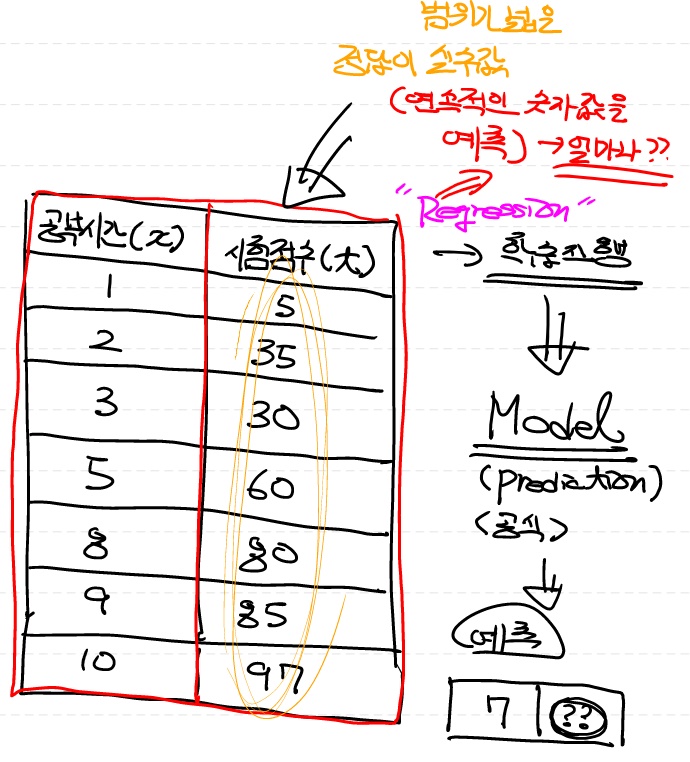 범위가 넓은
정답이 실수값
(연속적인 숫자값을
예측) → 얼마나??
"Regression"
→ 학습진행
공부시간(x) 시험점수(t)
1 5
2 35
3 30
5 60
8 80
9 85
10 97
Model
(prediction)
<공식>
예측
7 ??